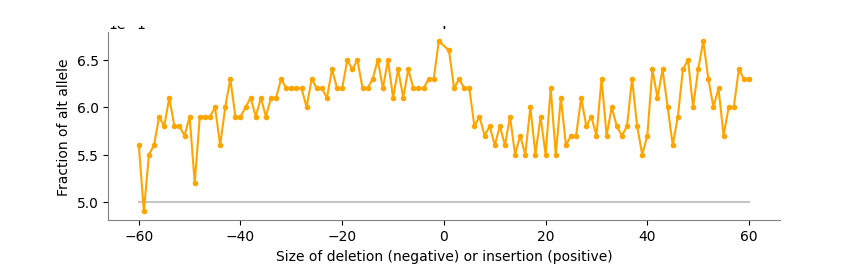 6.5
6.0
5.5
5.0
Fraction of alt allele
−60 −40 −20 0 20 40 60
Size of deletion (negative) or insertion (positive)